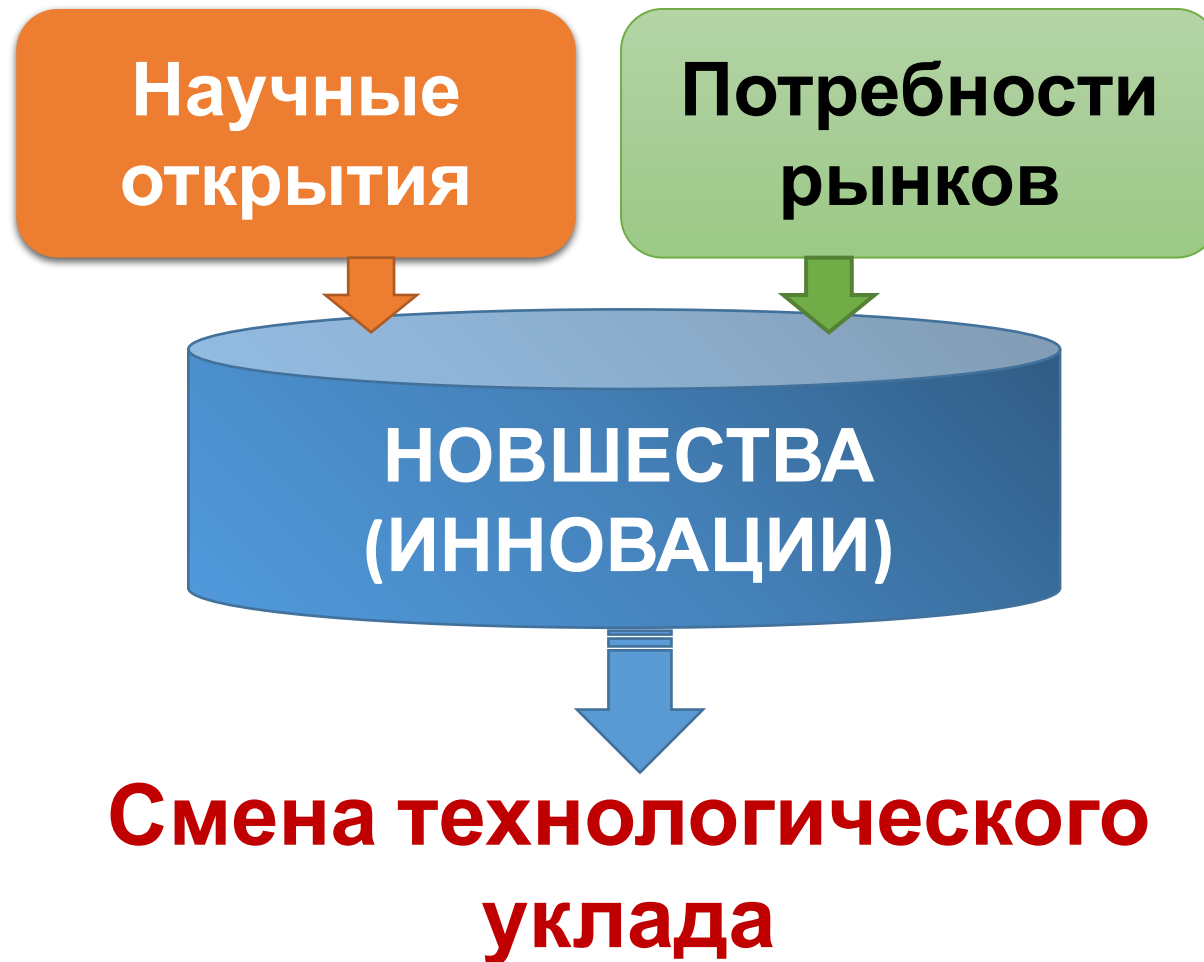 Научные
открытия
Потребности
рынков
НОВШЕСТВА
(ИННОВАЦИИ)
Смена технологического
уклада